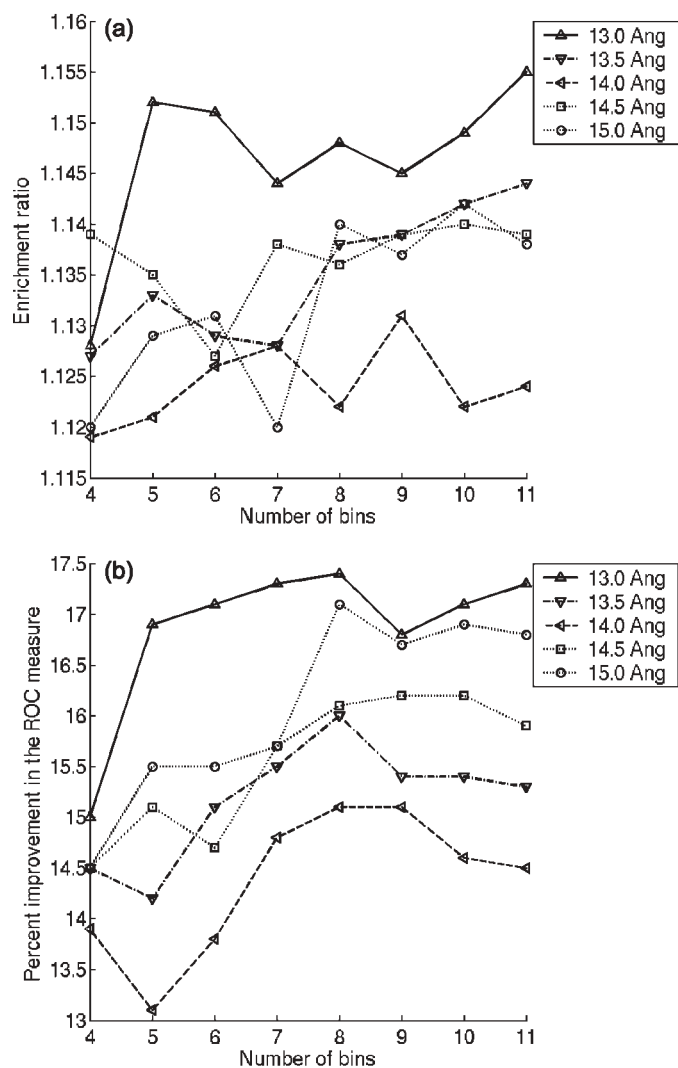 (a)
1.16
1.155
1.15
1.145
1.14
1.135
1.13
1.125
1.12
1.115
Enrichment ratio
4 5 6 7 8 9 10 11
Number of bins
13.0 Ang
13.5 Ang
14.0 Ang
14.5 Ang
15.0 Ang
(b)
17.5
17
16.5
16
15.5
15
14.5
14
13.5
13
Percent improvement in the ROC measure
4 5 6 7 8 9 10 11
Number of bins
13.0 Ang
13.5 Ang
14.0 Ang
14.5 Ang
15.0 Ang